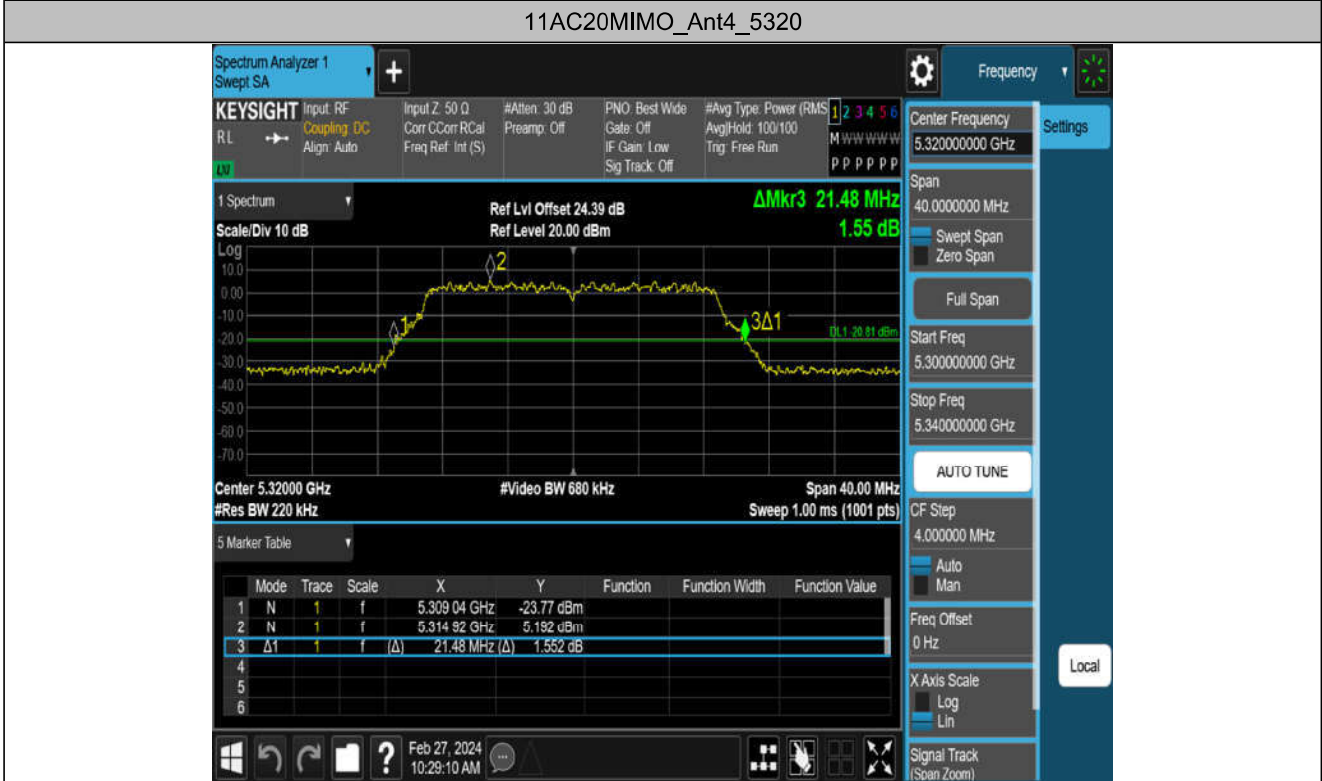 11AC20MIMO_Ant4_5320
Spectrum Analyzer 1
Swept SA
+
Frequency
KEYSIGHT
RL
Input: RF
Coupling: DC
Align: Auto
Input Z: 50 Ω
Corr CCorr RCal
Freq Ref: Int (S)
#Atten: 30 dB
Preamp: Off
PNO: Best Wide
Gate: Off
IF Gain: Low
Sig Track: Off
#Avg Type: Power (RMS
Avg|Hold: 100/100
Trig: Free Run
1 2 3 4 5 6
M W W W W W
P P P P P P
1 Spectrum
Scale/Div 10 dB
Ref Lvl Offset 24.39 dB
Ref Level 20.00 dBm
ΔMkr3 21.48 MHz
1.55 dB
Log
10.0
0.00
-10.0
-20.0
-30.0
-40.0
-50.0
-60.0
-70.0
2
1
3Δ1
DL1 -20.81 dBm
Center 5.32000 GHz
#Video BW 680 kHz
Span 40.00 MHz
#Res BW 220 kHz
Sweep 1.00 ms (1001 pts)
5 Marker Table
Mode Trace Scale X Y Function Function Width Function Value
1 N 1 f 5.309 04 GHz -23.77 dBm
2 N 1 f 5.314 92 GHz 5.192 dBm
3 Δ1 1 f (Δ) 21.48 MHz (Δ) 1.552 dB
4
5
6
?
Feb 27, 2024
10:29:10 AM
Center Frequency
5.320000000 GHz
Settings
Span
40.0000000 MHz
Swept Span
Zero Span
Full Span
Start Freq
5.300000000 GHz
Stop Freq
5.340000000 GHz
AUTO TUNE
CF Step
4.000000 MHz
Auto
Man
Freq Offset
0 Hz
X Axis Scale
Log
Lin
Local
Signal Track
(Span Zoom)